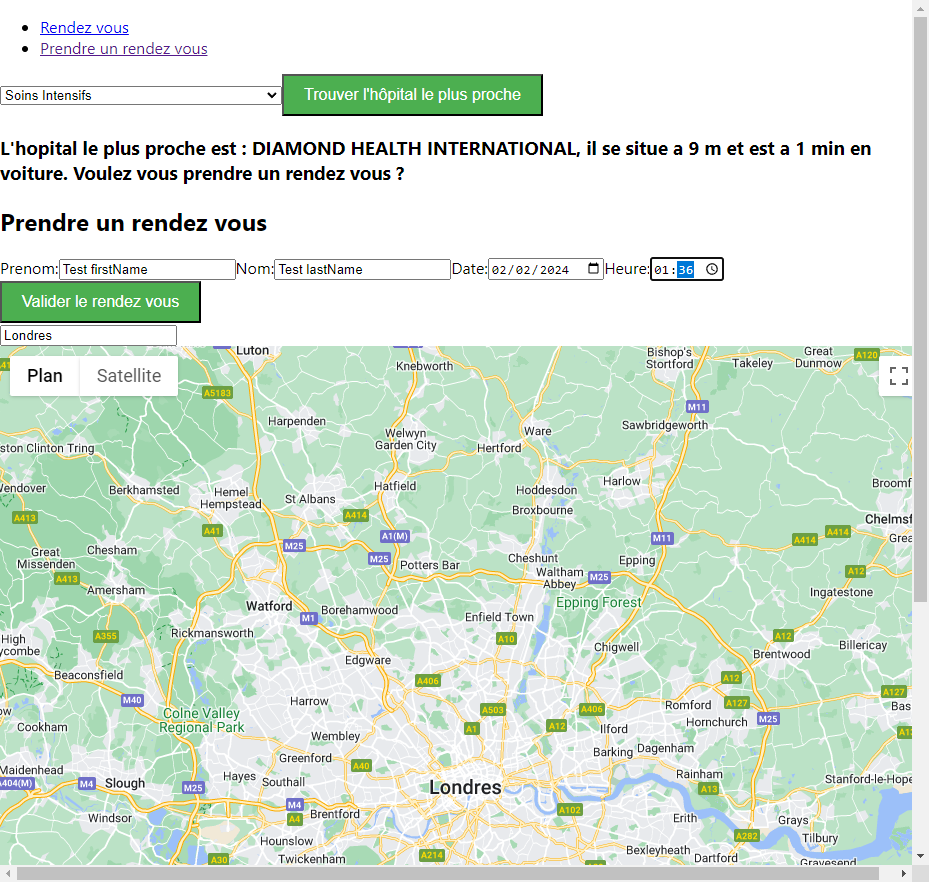 Rendez vous
Prendre un rendez vous
Soins Intensifs
Trouver l'hôpital le plus proche
L'hopital le plus proche est : DIAMOND HEALTH INTERNATIONAL, il se situe a 9 m et est a 1 min en
voiture. Voulez vous prendre un rendez vous ?
Prendre un rendez vous
Prenom: Test firstName Nom: Test lastName Date: 02/02/2024 Heure: 01:36
Valider le rendez vous
Londres
Plan Satellite
Luton
Knebworth
Bishop's
Stortford
Takeley
Great
Dunmow
A120
A5183
M11
Harpenden
Welwyn
Garden City
Ware
Hertford
Sawbridgeworth
ston Clinton Tring
Berkhamsted
Hemel
Hempstead
St Albans
Hatfield
Hoddesdon
Broxbourne
Harlow
Broomf
A413
A41
A414
A1(M)
M25
M25
M11
A414
A414
Chelmsf
Great
Missenden
Chesham
Potters Bar
Cheshunt
Waltham
Abbey
Epping
M25
A12
A413
Amersham
Epping Forest
Ingatestone
Watford
M1
Borehamwood
Enfield Town
A355
Rickmansworth
A10
Chigwell
A12
Brentwood
Billericay
High
ycombe
Edgware
Beaconsfield
A406
A12
M40
Harrow
A503
A406
Romford
A127
A127
Bas
Colne Valley
Regional Park
Cookham
Wembley
A1
A12
Ilford
Hornchurch
M25
Greenford
A40
Barking
Dagenham
Maidenhead
A404(M)
M4
Slough
M25
Hayes
Southall
Londres
Rainham
A13
Stanford-le-Hope
Windsor
M4
A4
Brentford
A102
Erith
Grays
Hounslow
A282
Tilbury
A30
Twickenham
A214
Bexleyheath
Dartford
Gravesend